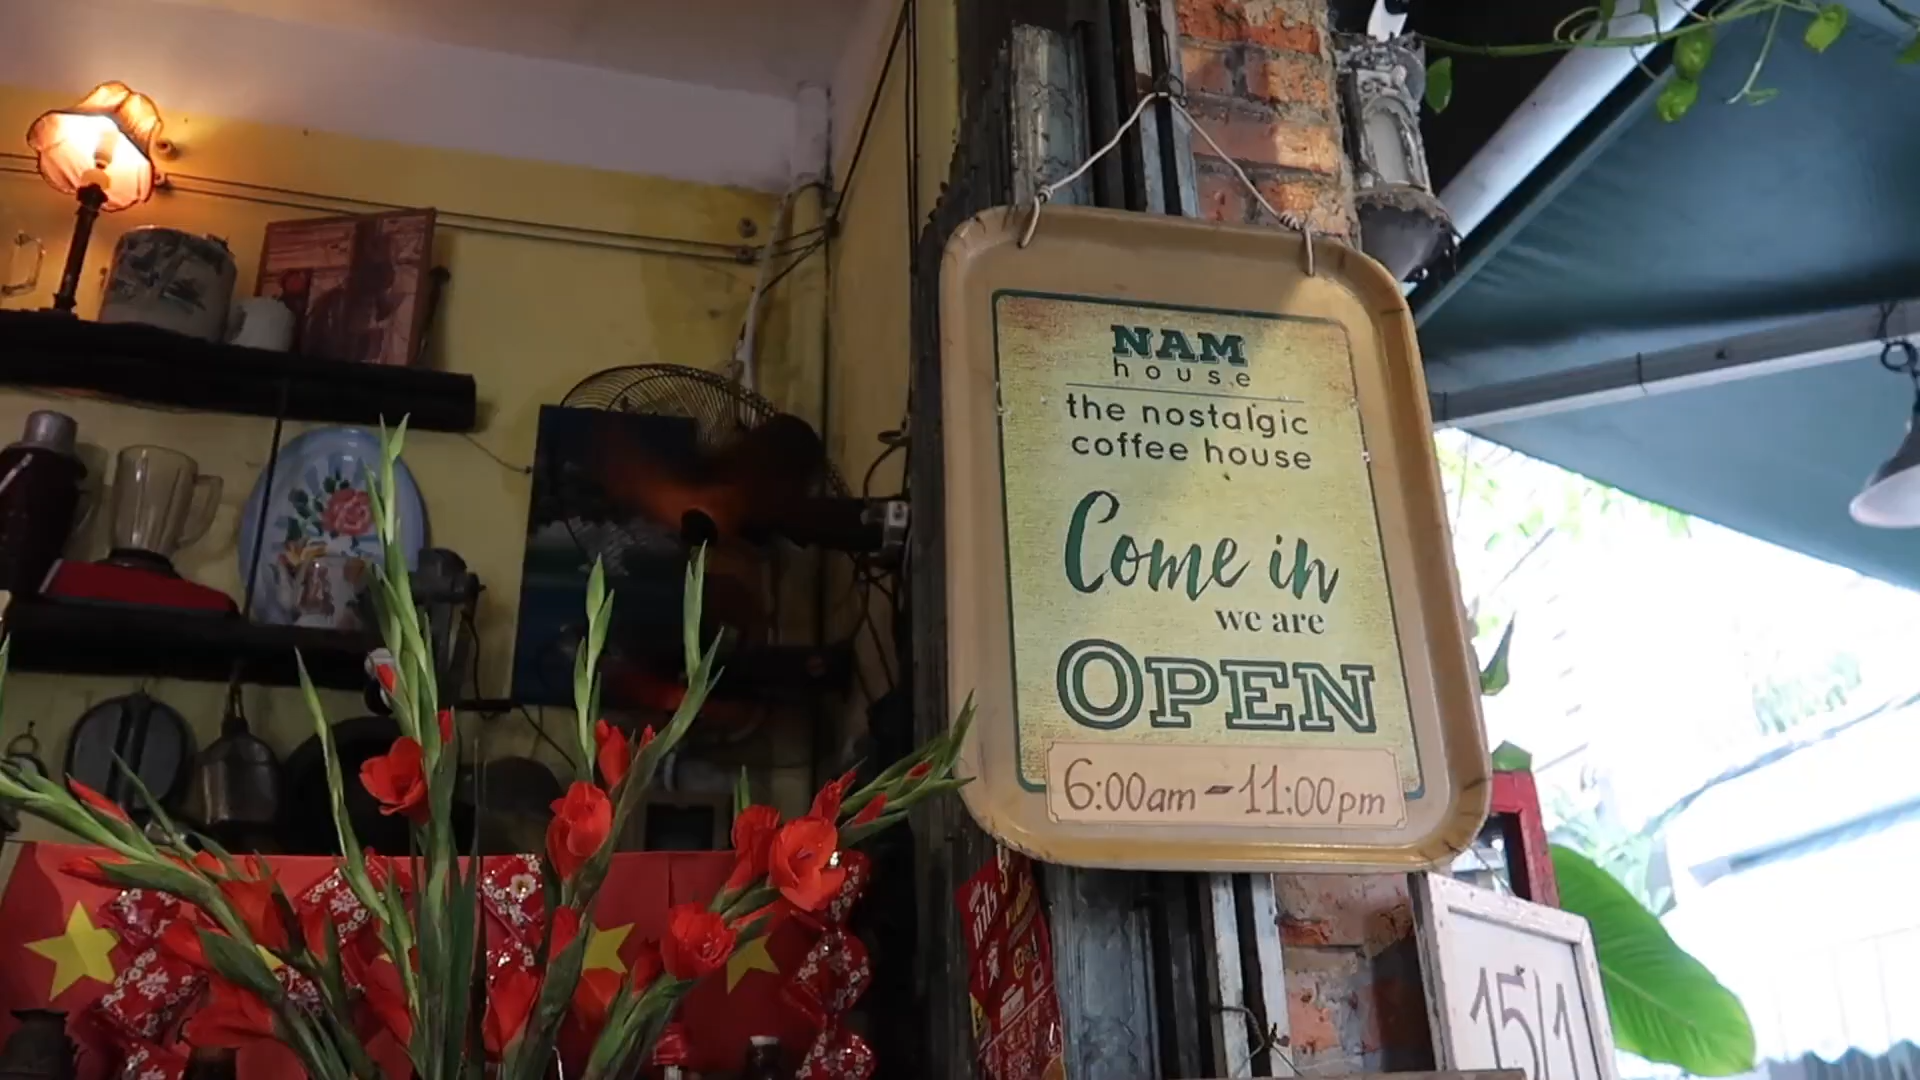 NAM
house
the nostalgic
coffee house
Come in
we are
OPEN
6:00am - 11:00pm
15/1